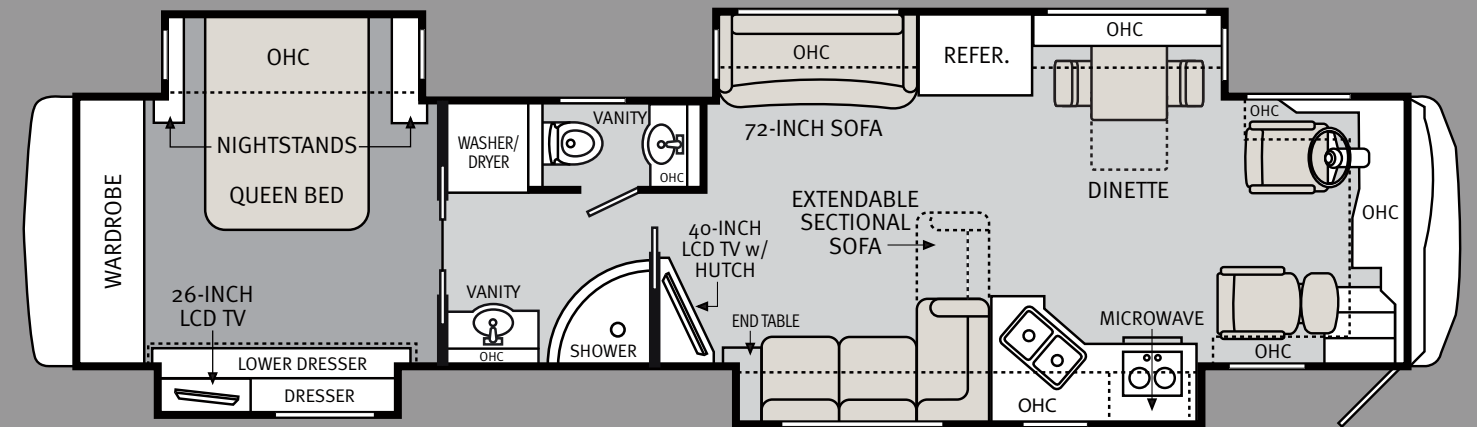 OHC
NIGHTSTANDS
QUEEN BED
WARDROBE
26-INCH
LCD TV
LOWER DRESSER
DRESSER
WASHER/
DRYER
VANITY
OHC
VANITY
OHC
SHOWER
40-INCH
LCD TV w/
HUTCH
OHC
72-INCH SOFA
REFER.
OHC
DINETTE
EXTENDABLE
SECTIONAL
SOFA
END TABLE
MICROWAVE
OHC
OHC
OHC
OHC